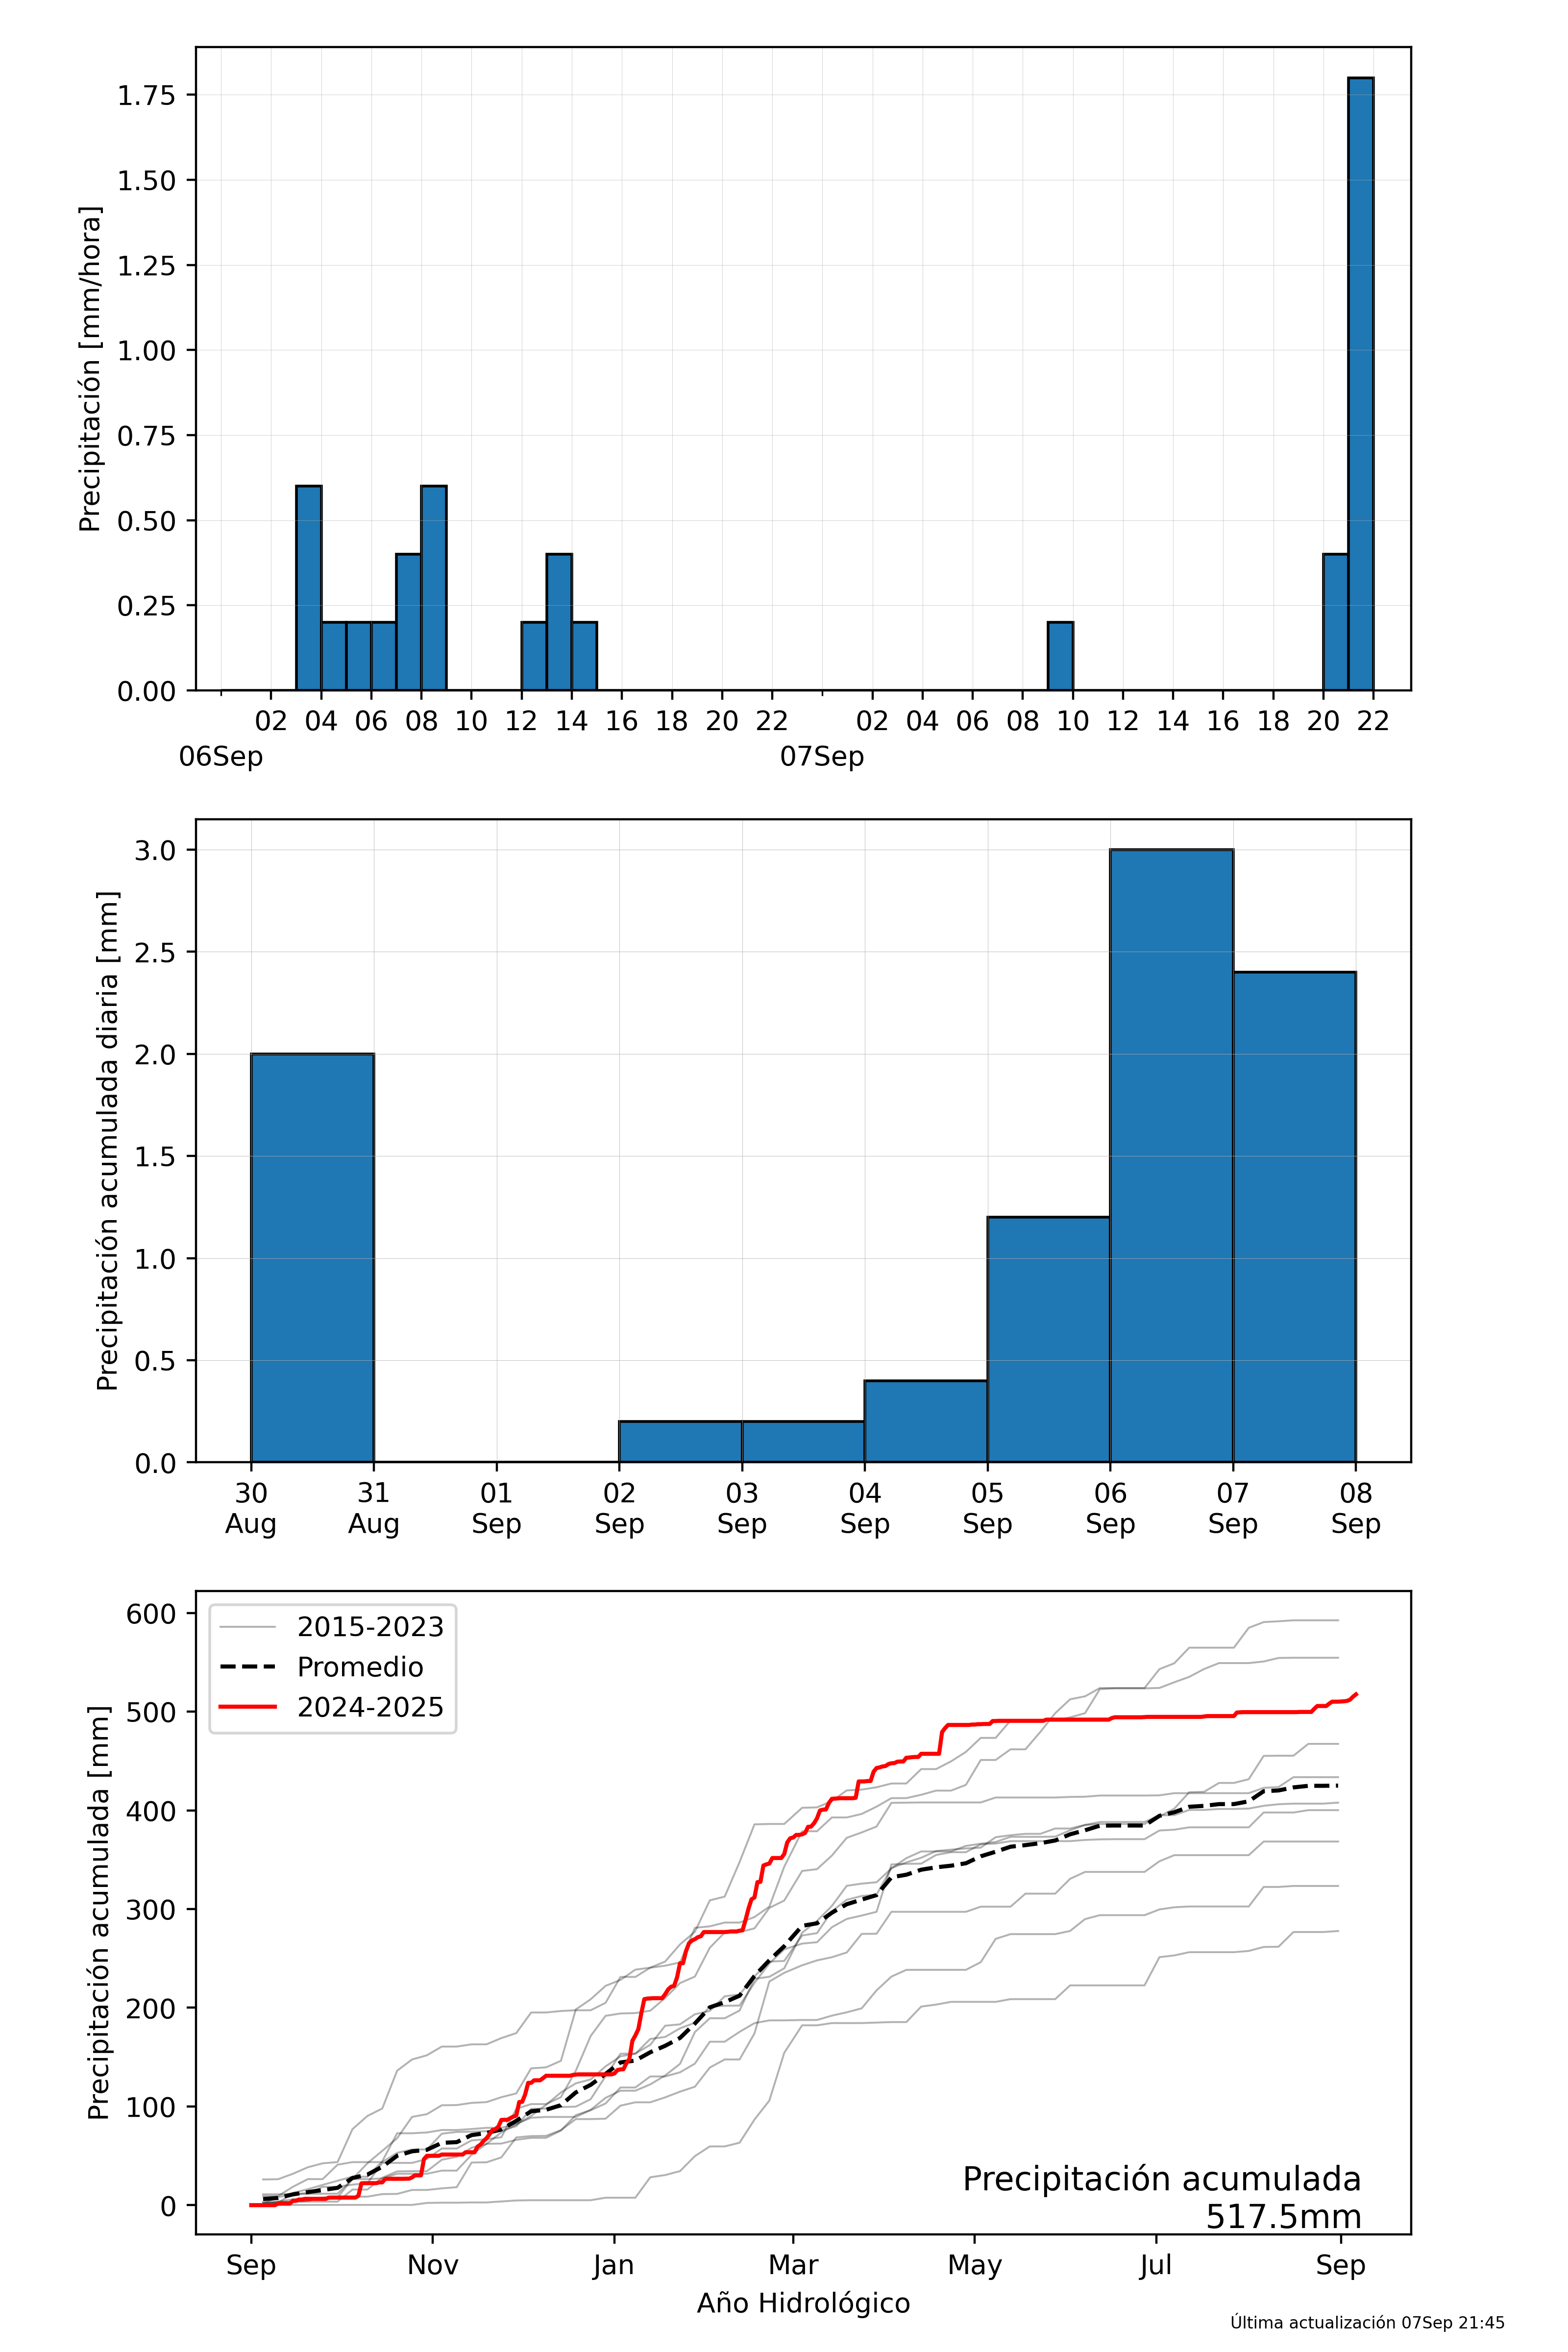 Precipitación [mm/hora]
1.75
1.50
1.25
1.00
0.75
0.50
0.25
0.00
02 04 06 08 10 12 14 16 18 20 22 02 04 06 08 10 12 14 16 18 20 22
06Sep 07Sep
Precipitación acumulada diaria [mm]
3.0
2.5
2.0
1.5
1.0
0.5
0.0
30 31 01 02 03 04 05 06 07 08
Aug Aug Sep Sep Sep Sep Sep Sep Sep Sep
Precipitación acumulada [mm]
600
500
400
300
200
100
0
2015-2023
Promedio
2024-2025
Precipitación acumulada
517.5mm
Sep Nov Jan Mar May Jul Sep
Año Hidrológico
Última actualización 07Sep 21:45